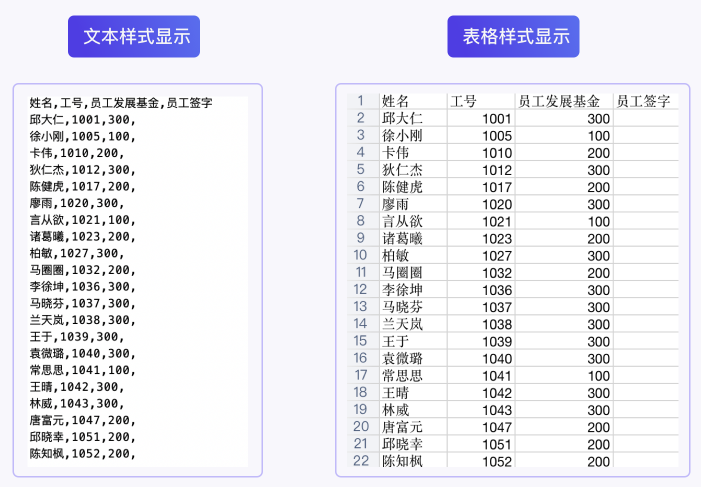 文本样式显示
姓名,工号,员工发展基金,员工签字
邱大仁,1001,300,
徐小刚,1005,100,
卡伟,1010,200,
狄仁杰,1012,300,
陈健虎,1017,200,
廖雨,1020,300,
言从欲,1021,100,
诸葛曦,1023,200,
柏敏,1027,300,
马圈圈,1032,200,
李徐坤,1036,300,
马晓芬,1037,300,
兰天岚,1038,300,
王于,1039,300,
袁微璐,1040,300,
常思思,1041,100,
王晴,1042,300,
林威,1043,300,
唐富元,1047,200,
邱晓幸,1051,200,
陈知枫,1052,200,
表格样式显示
1 姓名 工号 员工发展基金 员工签字
2 邱大仁 1001 300
3 徐小刚 1005 100
4 卡伟 1010 200
5 狄仁杰 1012 300
6 陈健虎 1017 200
7 廖雨 1020 300
8 言从欲 1021 100
9 诸葛曦 1023 200
10 柏敏 1027 300
11 马圈圈 1032 200
12 李徐坤 1036 300
13 马晓芬 1037 300
14 兰天岚 1038 300
15 王于 1039 300
16 袁微璐 1040 300
17 常思思 1041 100
18 王晴 1042 300
19 林威 1043 300
20 唐富元 1047 200
21 邱晓幸 1051 200
22 陈知枫 1052 200